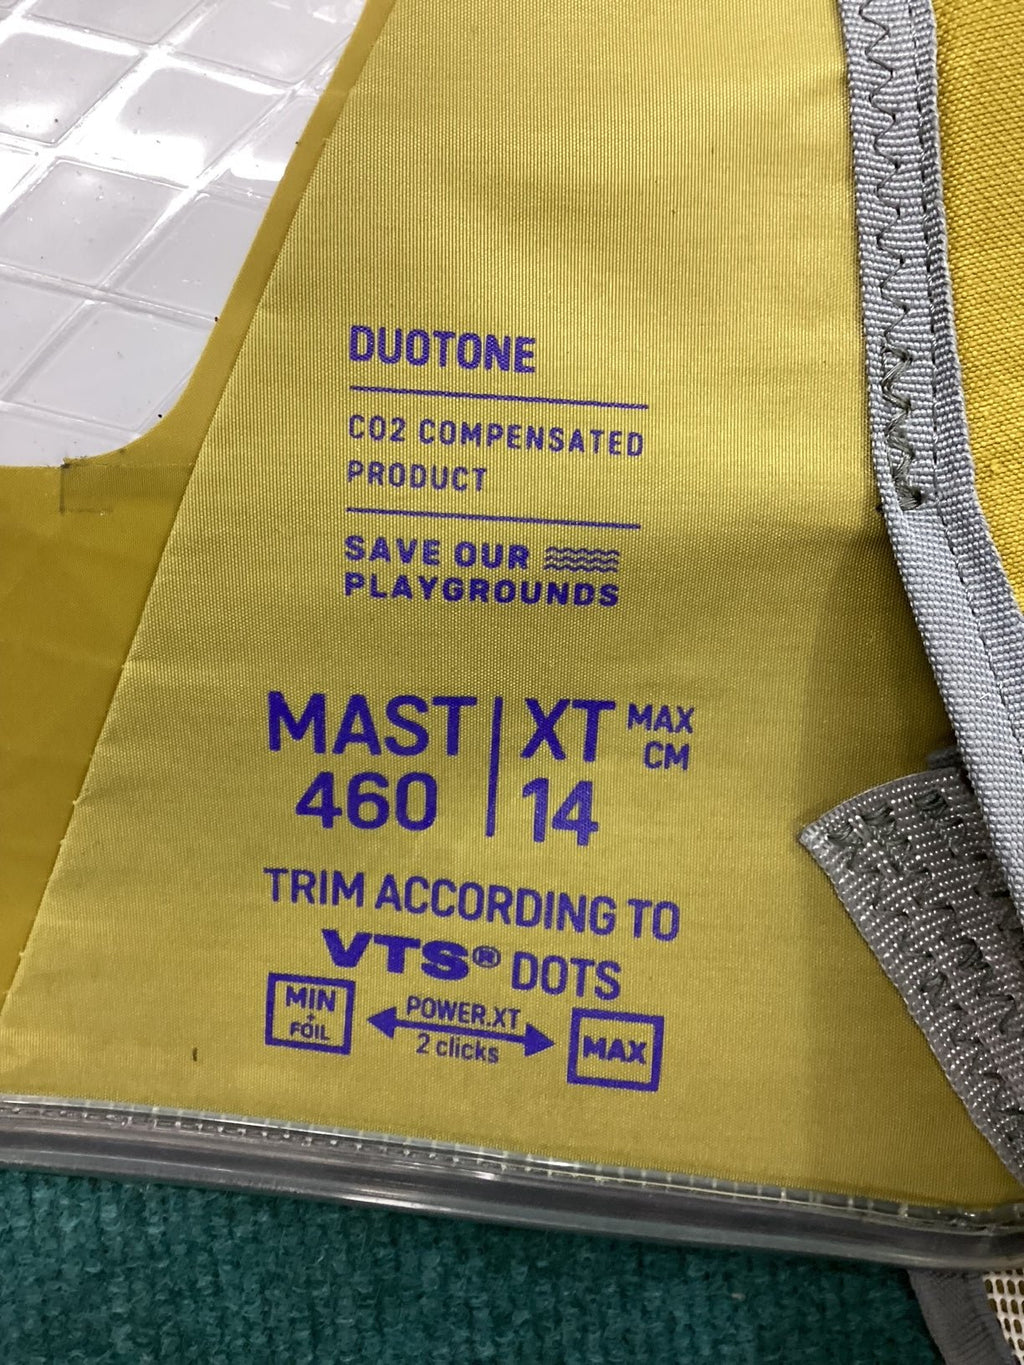 DUOTONE
CO2 COMPENSATED
PRODUCT
SAVE OUR
PLAYGROUNDS
MAST XT MAX
CM
460 14
TRIM ACCORDING TO
VTS® DOTS
MIN
+
FOIL
POWER.XT
2 clicks
MAX